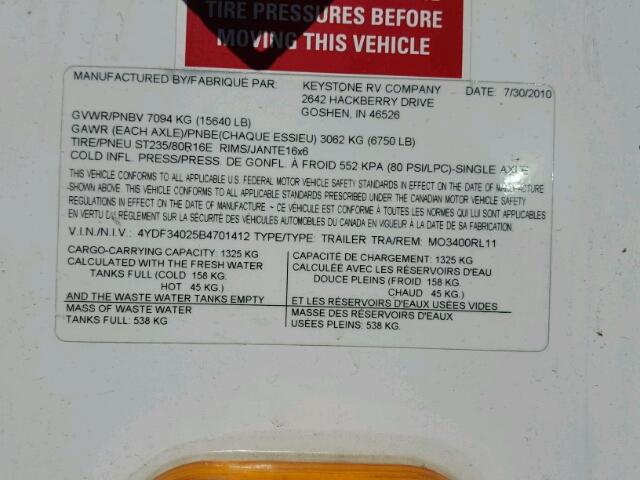 TIRE PRESSURES BEFORE
MOVING THIS VEHICLE
MANUFACTURED BY/FABRIQUÉ PAR: KEYSTONE RV COMPANY DATE: 7/30/2010
2642 HACKBERRY DRIVE
GOSHEN, IN 46526
GVWR/PNBV 7094 KG (15640 LB)
GAWR (EACH AXLE)/PNBE(CHAQUE ESSIEU) 3062 KG (6750 LB)
TIRE/PNEU ST235/80R16E RIMS/JANTE16x6
COLD INFL. PRESS/PRESS. DE GONFL. À FROID 552 KPA (80 PSI/LPC)-SINGLE AXLE
THIS VEHICLE CONFORMS TO ALL APPLICABLE U.S. FEDERAL MOTOR VEHICLE SAFETY STANDARDS IN EFFECT ON THE DATE OF MANUFACTURE
SHOWN ABOVE. THIS VEHICLE CONFORMS TO ALL APPLICABLE STANDARDS PRESCRIBED UNDER THE CANADIAN MOTOR VEHICLE SAFETY
REGULATIONS IN EFFECT ON THE DATE OF MANUFACTURE ~ CE VÉHICULE EST CONFORME À TOUTES LES NORMES QUI LUI SONT APPLICABLES
EN VERTU DU RÈGLEMENT SUR LA SÉCURITÉ DES VÉHICULES AUTOMOBILES DU CANADA EN VIGUEUR À LA DATE DE SA FABRICATION.
V.I.N./N.I.V.: 4YDF34025B4701412 TYPE/TYPE: TRAILER TRA/REM: MO3400RL11
CARGO-CARRYING CAPACITY: 1325 KG
CALCULATED WITH THE FRESH WATER
TANKS FULL (COLD 158 KG.
HOT 45 KG.)
AND THE WASTE WATER TANKS EMPTY
MASS OF WASTE WATER
TANKS FULL: 538 KG
CAPACITÉ DE CHARGEMENT: 1325 KG
CALCULÉE AVEC LES RÉSERVOIRS D'EAU
DOUCE PLEINS (FROID 158 KG.
CHAUD 45 KG.)
ET LES RÉSERVOIRS D'EAUX USÉES VIDES
MASSE DES RÉSERVOIRS D'EAUX
USÉES PLEINS: 538 KG.